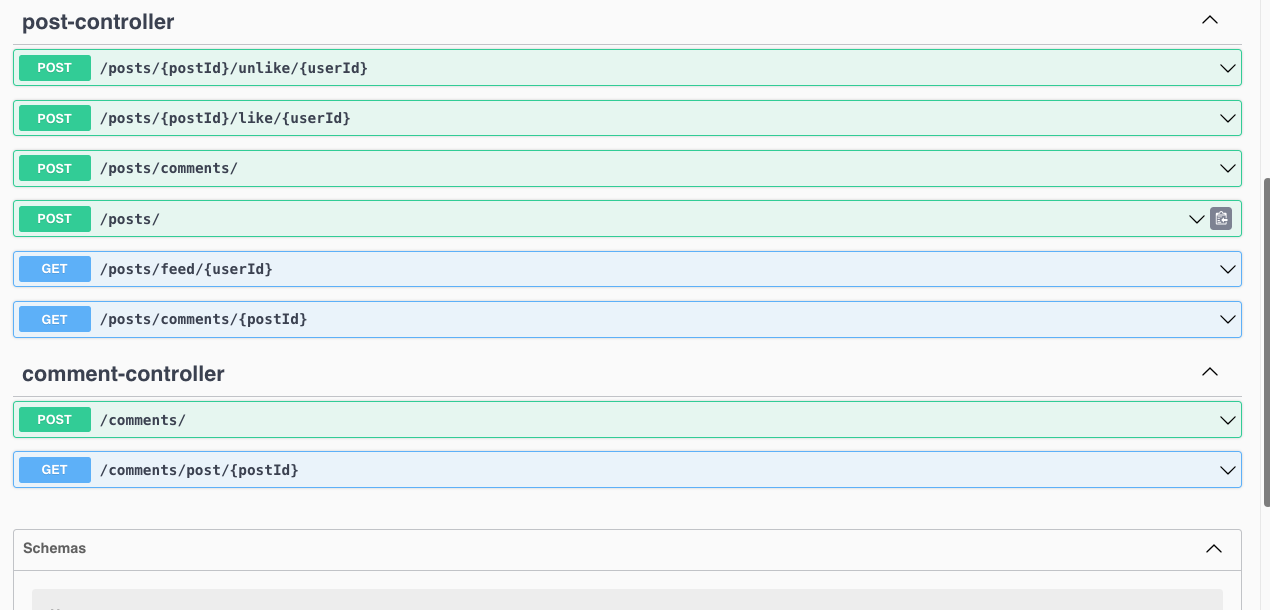 post-controller
POST /posts/{postId}/unlike/{userId}
POST /posts/{postId}/like/{userId}
POST /posts/comments/
POST /posts/
GET /posts/feed/{userId}
GET /posts/comments/{postId}
comment-controller
POST /comments/
GET /comments/post/{postId}
Schemas